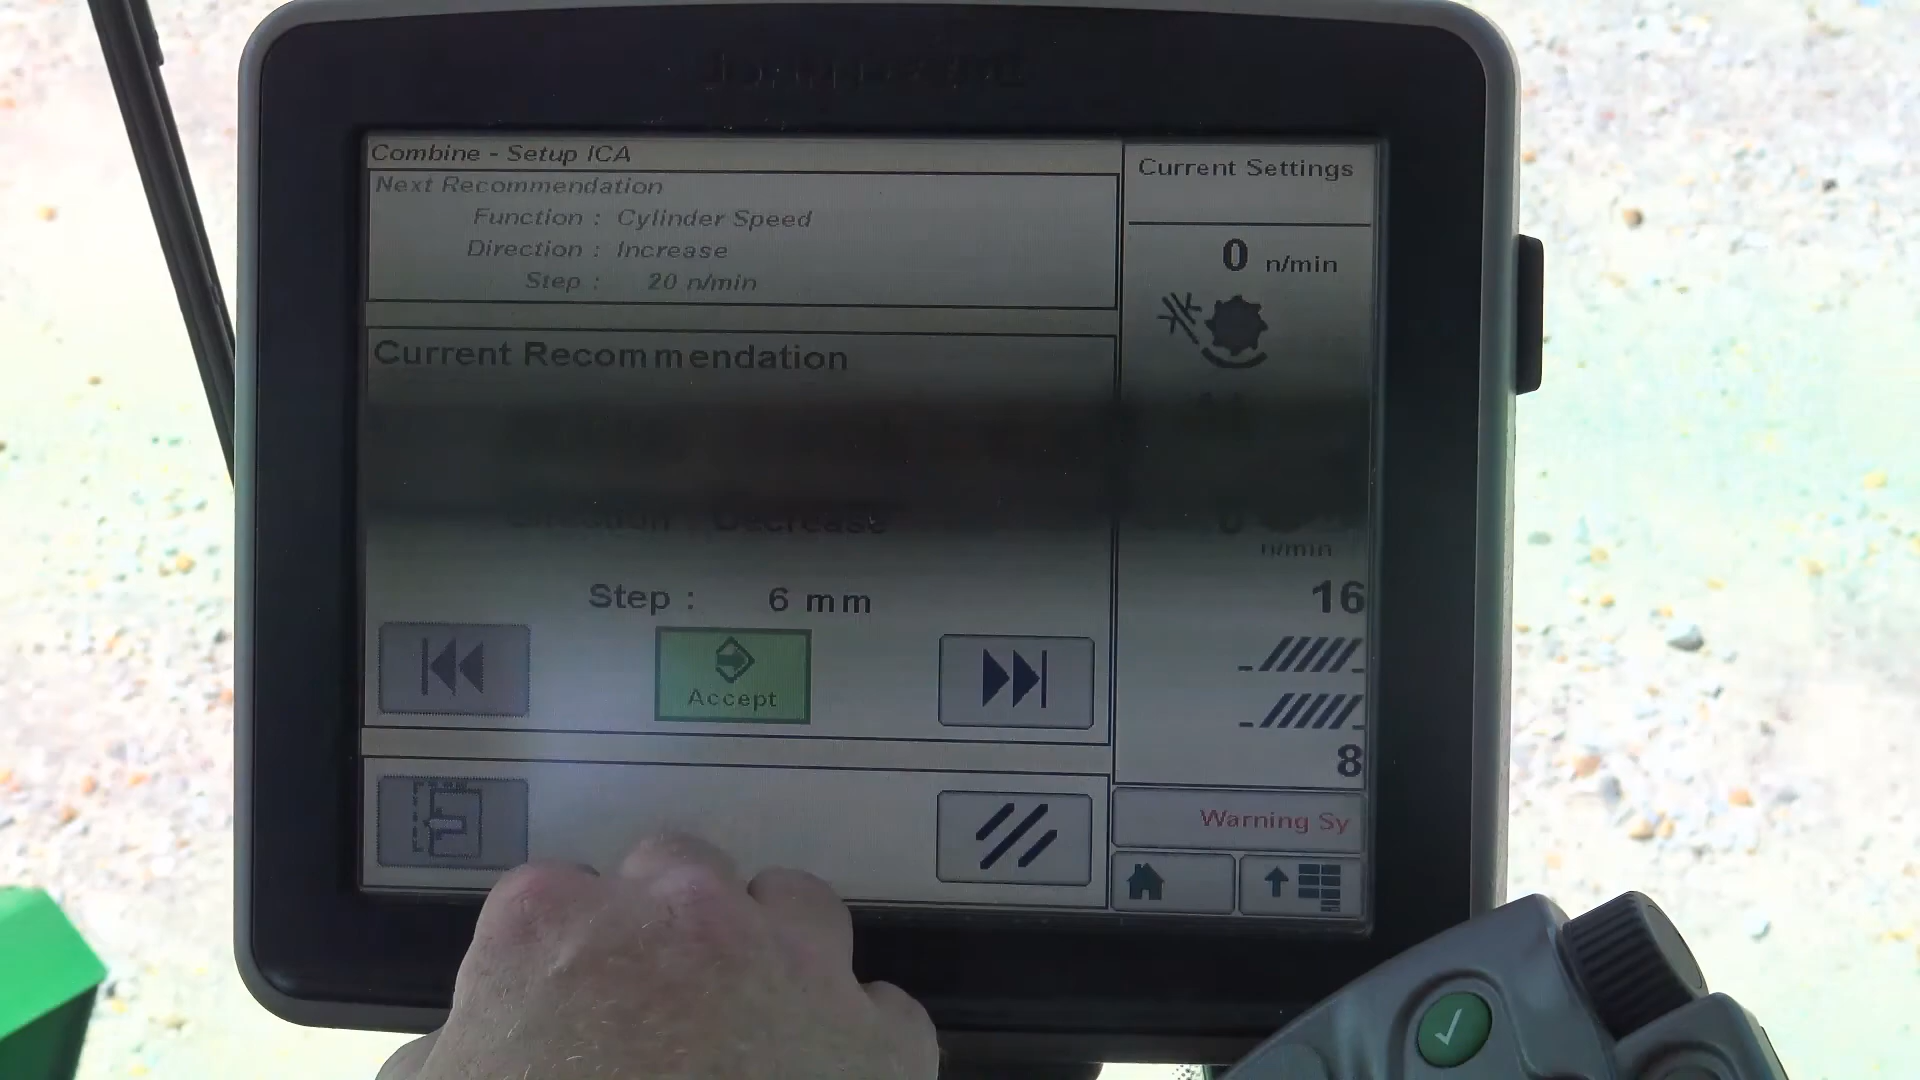 Combine - Setup ICA
Next Recommendation
Function : Cylinder Speed
Direction : Increase
Step : 20 n/min
Current Recommendation
Direction : Decrease
Step : 6 mm
Accept
Current Settings
0 n/min
0
n/min
16
8
Warning Sy